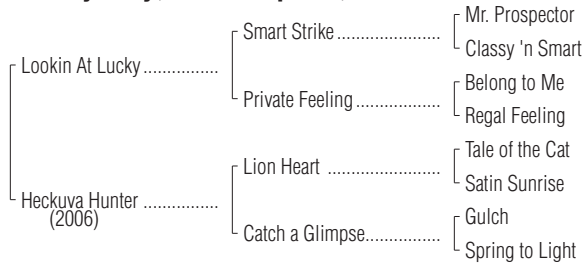 Mr. Prospector
Smart Strike ....................
Classy 'n Smart
Lookin At Lucky ................
Belong to Me
Private Feeling ....................
Regal Feeling
Tale of the Cat
Lion Heart ....................
Satin Sunrise
Heckuva Hunter ................
(2006)
Gulch
Catch a Glimpse..................
Spring to Light